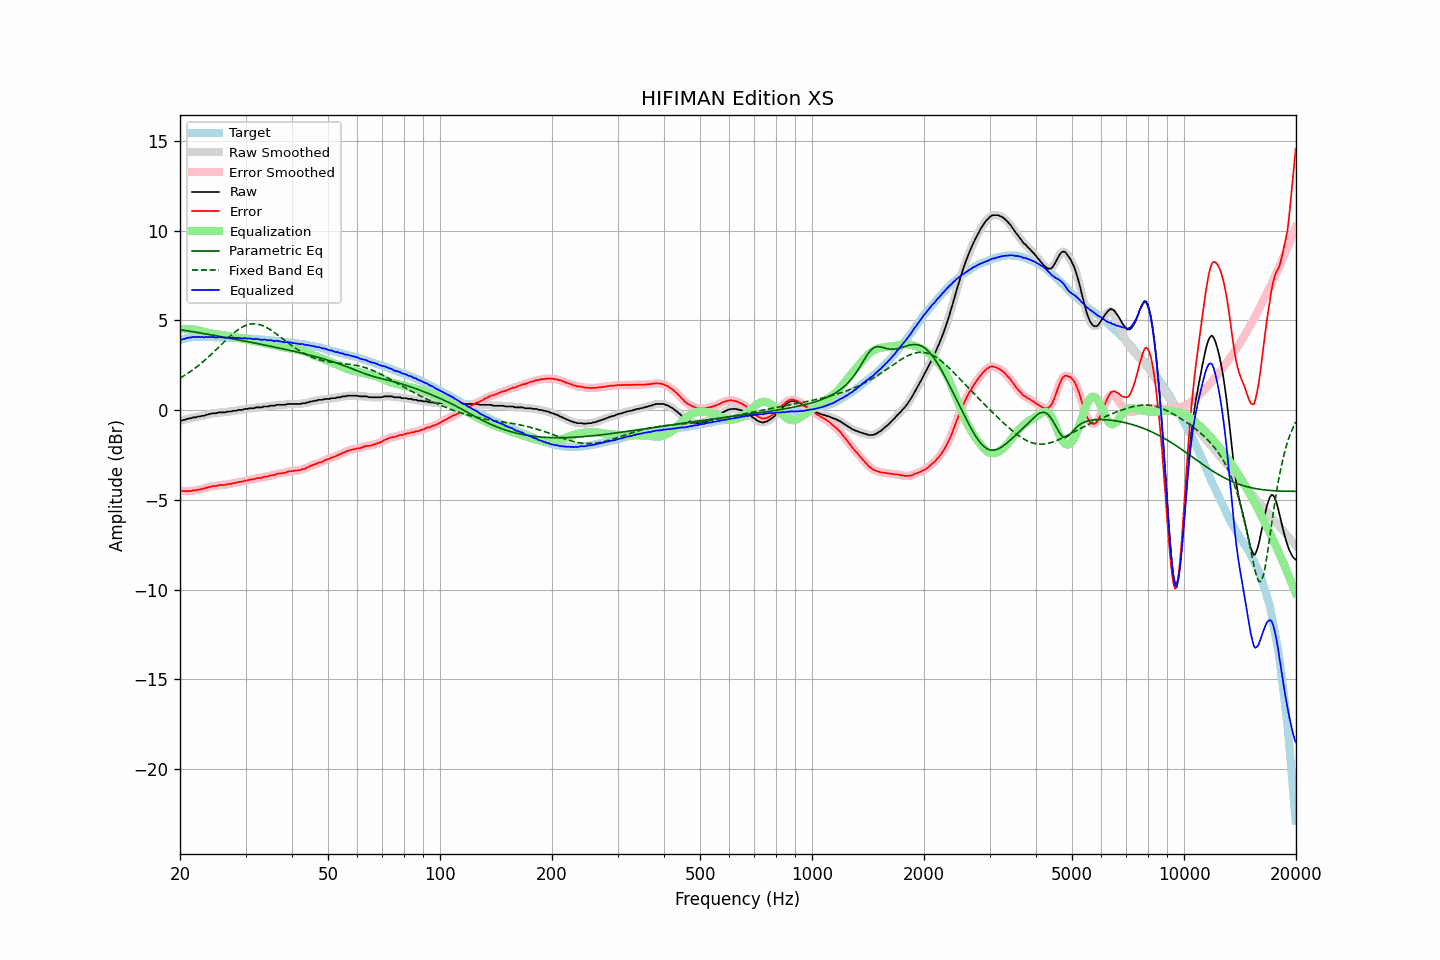 HIFIMAN Edition XS
Target
Raw Smoothed
Error Smoothed
Raw
Error
Equalization
Parametric Eq
Fixed Band Eq
Equalized
15
10
5
0
−5
−10
−15
−20
Amplitude (dBr)
20 50 100 200 500 1000 2000 5000 10000 20000
Frequency (Hz)